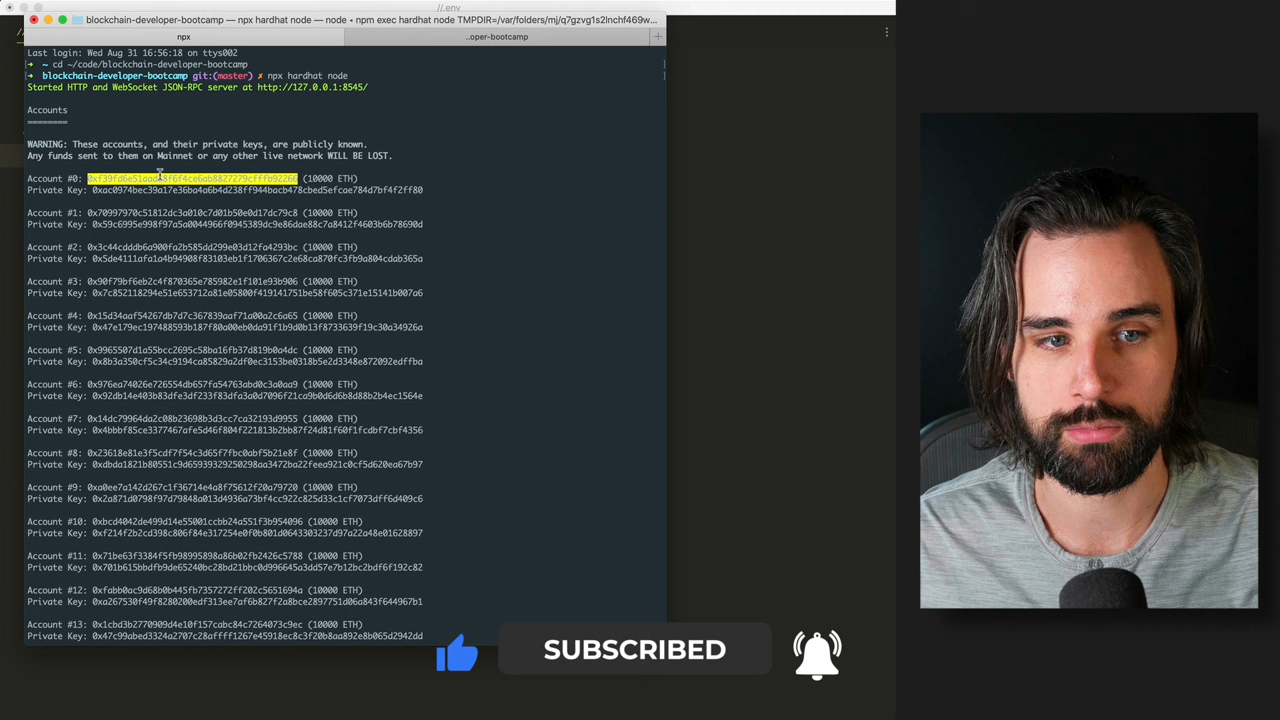 //.env
blockchain-developer-bootcamp — npx hardhat node — node ◂ npm exec hardhat node TMPDIR=/var/folders/mj/q7gzvg1s2lnchf469w...
npx
..oper-bootcamp
Last login: Wed Aug 31 16:56:18 on ttys002
➜ ~ cd ~/code/blockchain-developer-bootcamp
➜ blockchain-developer-bootcamp git:(master) ✗ npx hardhat node
Started HTTP and WebSocket JSON-RPC server at http://127.0.0.1:8545/
Accounts
========
WARNING: These accounts, and their private keys, are publicly known.
Any funds sent to them on Mainnet or any other live network WILL BE LOST.
Account #0: 0xf39fd6e51aad88f6f4ce6ab8827279cfffb92266 (10000 ETH)
Private Key: 0xac0974bec39a17e36ba4a6b4d238ff944bacb478cbed5efcae784d7bf4f2ff80
Account #1: 0x70997970c51812dc3a010c7d01b50e0d17dc79c8 (10000 ETH)
Private Key: 0x59c6995e998f97a5a0044966f0945389dc9e86dae88c7a8412f4603b6b78690d
Account #2: 0x3c44cdddb6a900fa2b585dd299e03d12fa4293bc (10000 ETH)
Private Key: 0x5de4111afa1a4b94908f83103eb1f1706367c2e68ca870fc3fb9a804cdab365a
Account #3: 0x90f79bf6eb2c4f870365e785982e1f101e93b906 (10000 ETH)
Private Key: 0x7c852118294e51e653712a81e05800f419141751be58f605c371e15141b007a6
Account #4: 0x15d34aaf54267db7d7c367839aaf71a00a2c6a65 (10000 ETH)
Private Key: 0x47e179ec197488593b187f80a00eb0da91f1b9d0b13f8733639f19c30a34926a
Account #5: 0x9965507d1a55bcc2695c58ba16fb37d819b0a4dc (10000 ETH)
Private Key: 0x8b3a350cf5c34c9194ca85829a2df0ec3153be0318b5e2d3348e872092edffba
Account #6: 0x976ea74026e726554db657fa54763abd0c3a0aa9 (10000 ETH)
Private Key: 0x92db14e403b83dfe3df233f83dfa3a0d7096f21ca9b0d6d6b8d88b2b4ec1564e
Account #7: 0x14dc79964da2c08b23698b3d3cc7ca32193d9955 (10000 ETH)
Private Key: 0x4bbbf85ce3377467afe5d46f804f221813b2bb87f24d81f60f1fcdbf7cbf4356
Account #8: 0x23618e81e3f5cdf7f54c3d65f7fbc0abf5b21e8f (10000 ETH)
Private Key: 0xdbda1821b80551c9d65939329250298aa3472ba22feea921c0cf5d620ea67b97
Account #9: 0xa0ee7a142d267c1f36714e4a8f75612f20a79720 (10000 ETH)
Private Key: 0x2a871d0798f97d79848a013d4936a73bf4cc922c825d33c1cf7073dff6d409c6
Account #10: 0xbcd4042de499d14e55001ccbb24a551f3b954096 (10000 ETH)
Private Key: 0xf214f2b2cd398c806f84e317254e0f0b801d0643303237d97a22a48e01628897
Account #11: 0x71be63f3384f5fb98995898a86b02fb2426c5788 (10000 ETH)
Private Key: 0x701b615bbdfb9de65240bc28bd21bbc0d996645a3dd57e7b12bc2bdf6f192c82
Account #12: 0xfabb0ac9d68b0b445fb7357272ff202c5651694a (10000 ETH)
Private Key: 0xa267530f49f8280200edf313ee7af6b827f2a8bce2897751d06a843f644967b1
Account #13: 0x1cbd3b2770909d4e10f157cabc84c7264073c9ec (10000 ETH)
Private Key: 0x47c99abed3324a2707c28affff1267e45918ec8c3f20b8aa892e8b065d2942dd
SUBSCRIBED